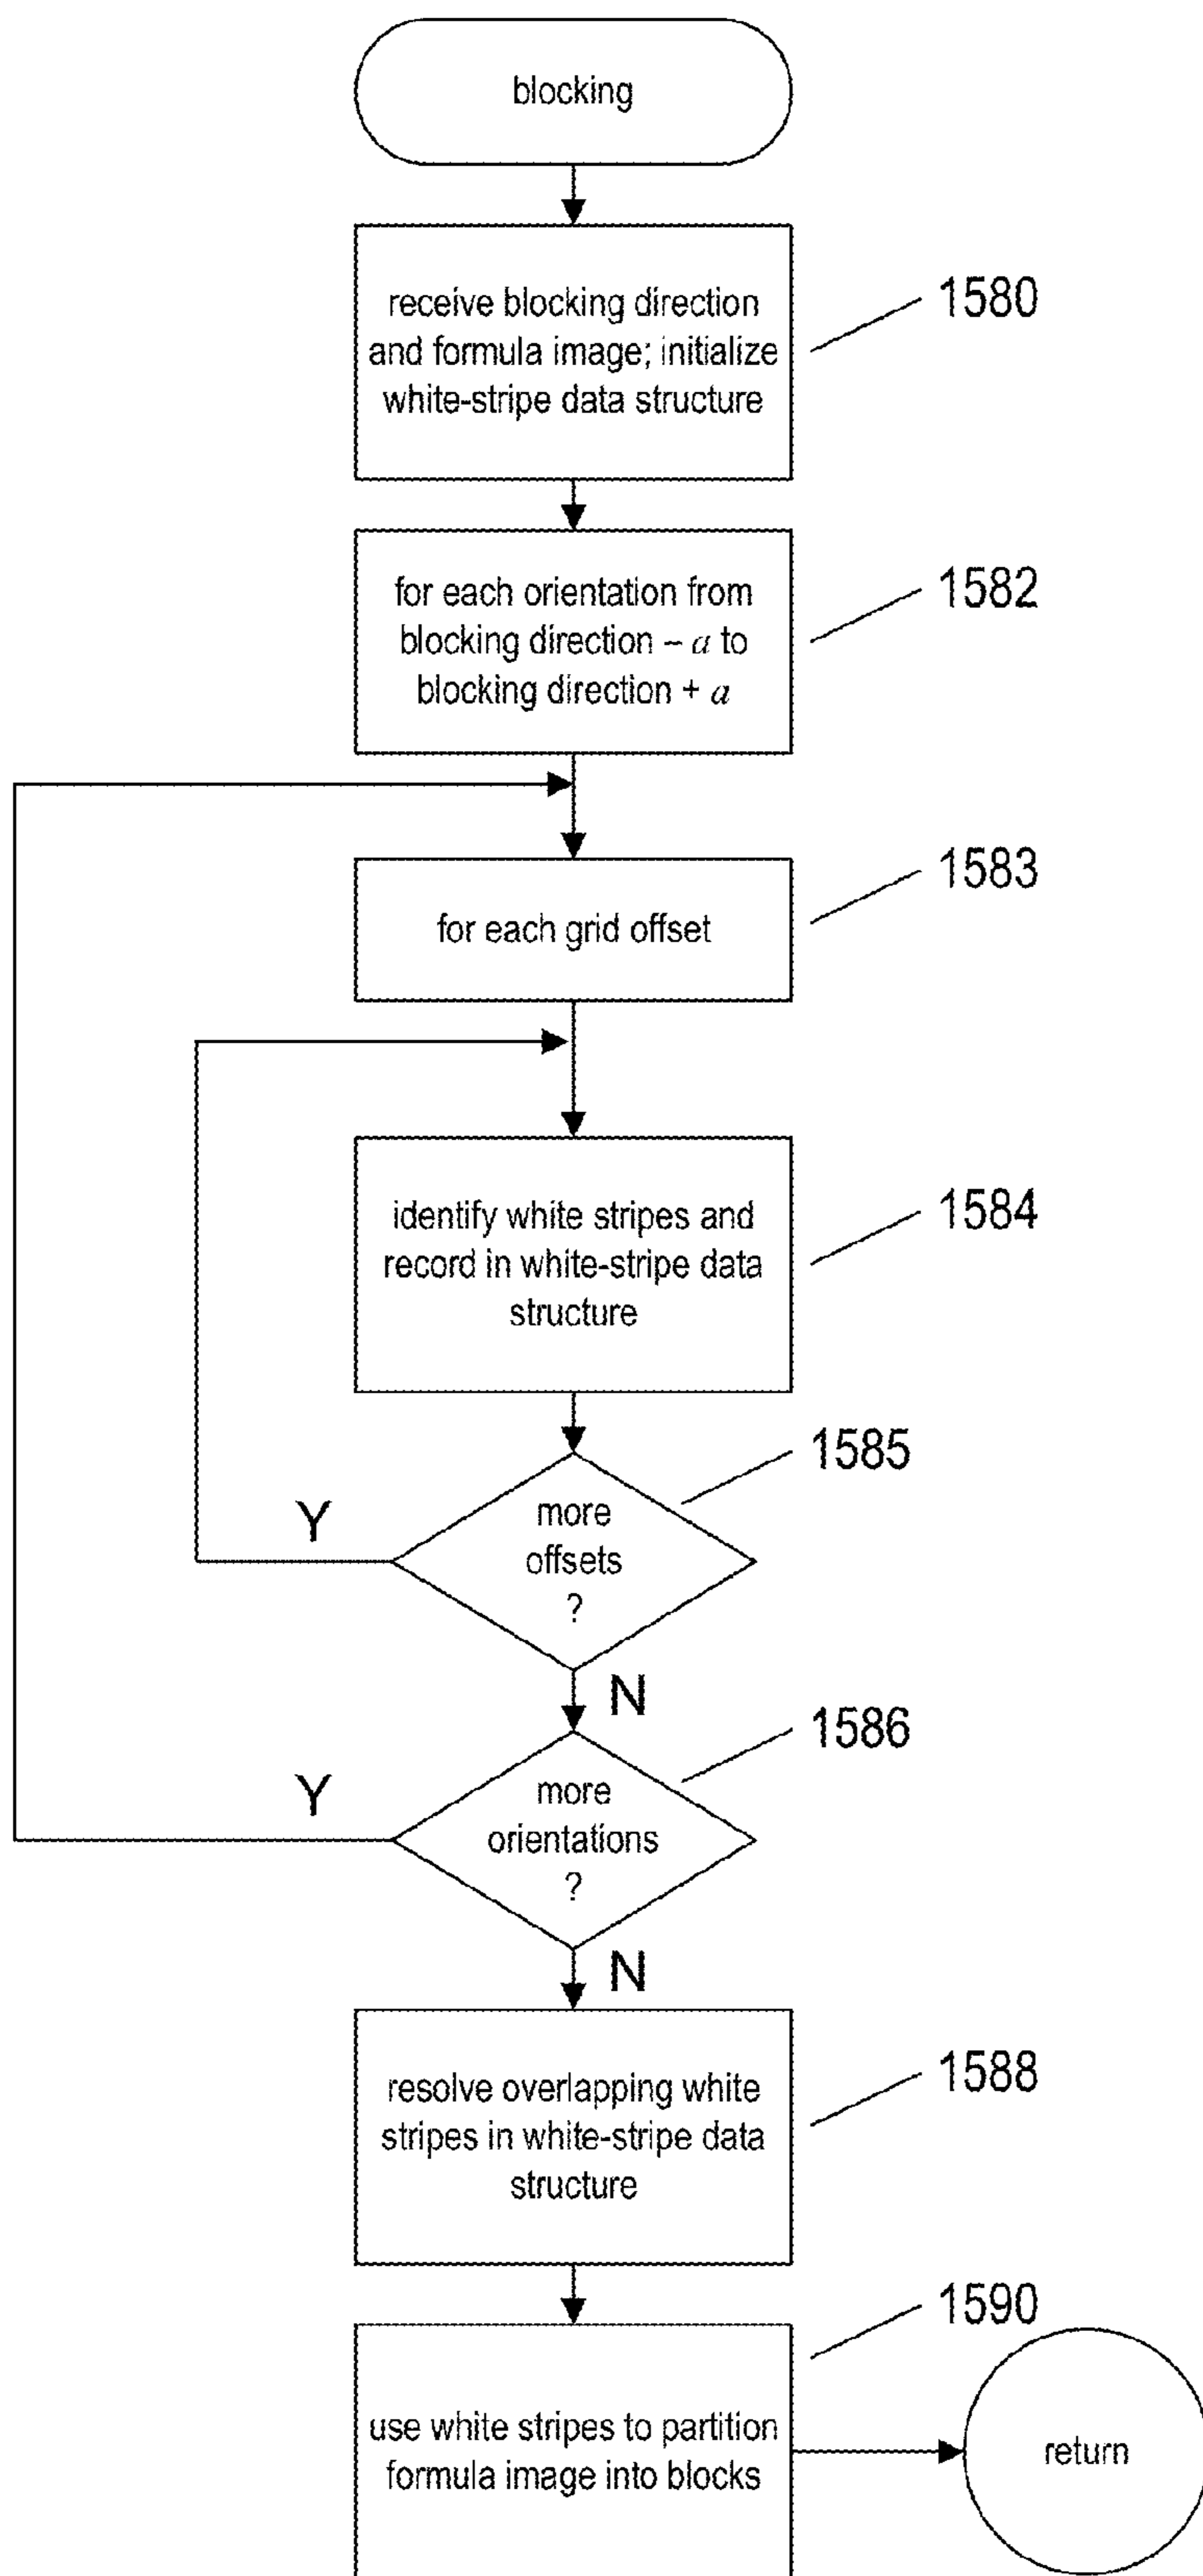 blocking
receive blocking direction
and formula image; initialize
white-stripe data structure
1580
for each orientation from
blocking direction – a to
blocking direction + a
1582
for each grid offset
1583
identify white stripes and
record in white-stripe data
structure
1584
more
offsets
?
1585
Y
N
more
orientations
?
1586
Y
N
resolve overlapping white
stripes in white-stripe data
structure
1588
use white stripes to partition
formula image into blocks
1590
return